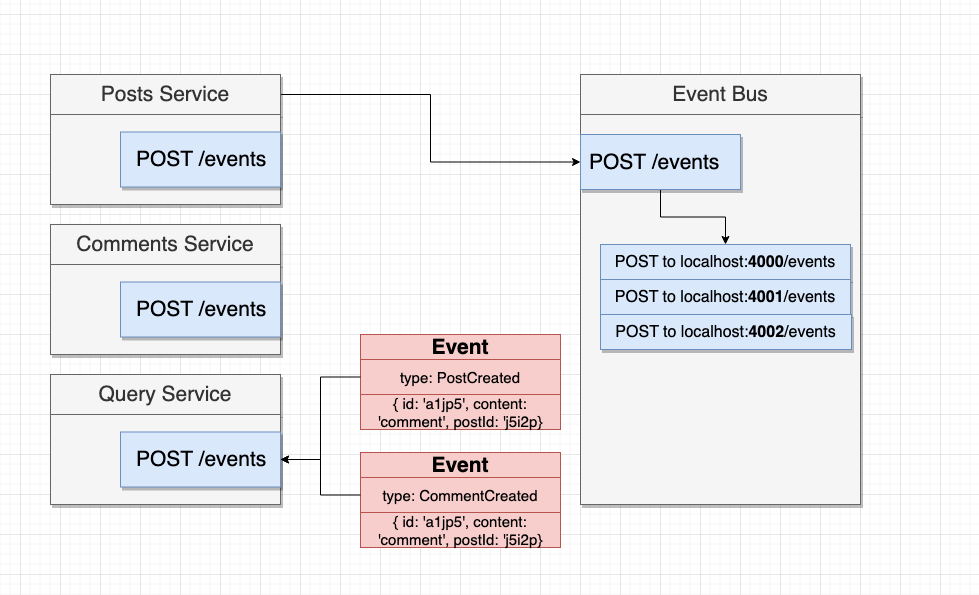 Posts Service
POST /events
Comments Service
POST /events
Query Service
POST /events
Event
type: PostCreated
{ id: 'a1jp5', content:
'comment', postId: 'j5i2p}
Event
type: CommentCreated
{ id: 'a1jp5', content:
'comment', postId: 'j5i2p}
Event Bus
POST /events
POST to localhost:4000/events
POST to localhost:4001/events
POST to localhost:4002/events